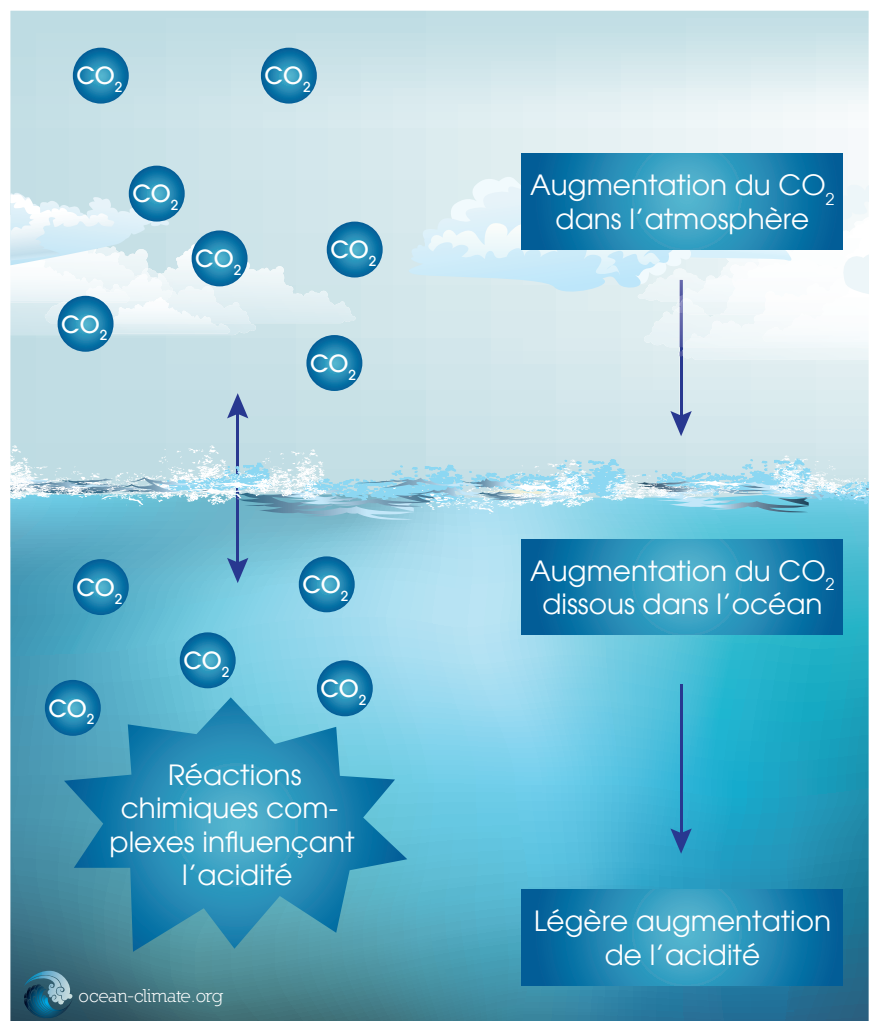 CO₂
CO₂
CO₂
CO₂
CO₂
CO₂
CO₂
Augmentation du CO₂
dans l'atmosphère
CO₂
CO₂
CO₂
CO₂
CO₂
Augmentation du CO₂
dissous dans l'océan
Réactions
chimiques com-
plexes influençant
l'acidité
Légère augmentation
de l'acidité
ocean-climate.org